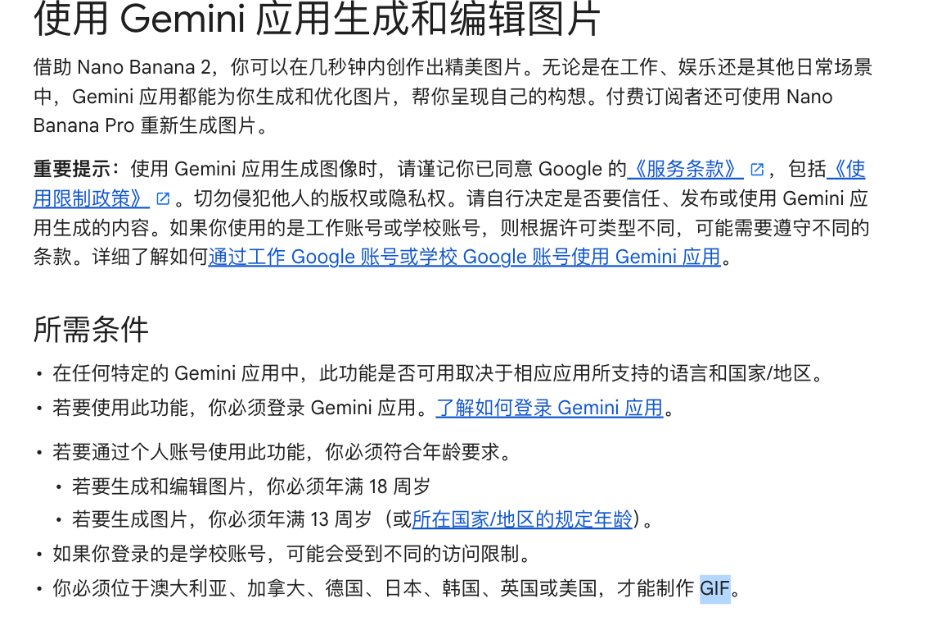 使用 Gemini 应用生成和编辑图片
借助 Nano Banana 2，你可以在几秒钟内创作出精美图片。无论是在工作、娱乐还是其他日常场景
中，Gemini 应用都能为你生成和优化图片，帮你呈现自己的构想。付费订阅者还可使用 Nano
Banana Pro 重新生成图片。
重要提示：使用 Gemini 应用生成图像时，请谨记你已同意 Google 的《服务条款》，包括《使
用限制政策》。切勿侵犯他人的版权或隐私权。请自行决定是否要信任、发布或使用 Gemini 应
用生成的内容。如果你使用的是工作账号或学校账号，则根据许可类型不同，可能需要遵守不同的
条款。详细了解如何通过工作 Google 账号或学校 Google 账号使用 Gemini 应用。
所需条件
• 在任何特定的 Gemini 应用中，此功能是否可用取决于相应应用所支持的语言和国家/地区。
• 若要使用此功能，你必须登录 Gemini 应用。了解如何登录 Gemini 应用。
• 若要通过个人账号使用此功能，你必须符合年龄要求。
• 若要生成和编辑图片，你必须年满 18 周岁
• 若要生成图片，你必须年满 13 周岁（或所在国家/地区的规定年龄）。
• 如果你登录的是学校账号，可能会受到不同的访问限制。
• 你必须位于澳大利亚、加拿大、德国、日本、韩国、英国或美国，才能制作 GIF。